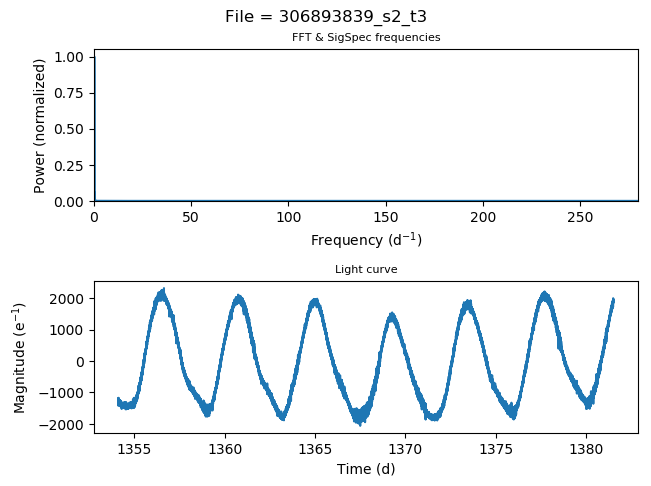 File = 306893839_s2_t3
FFT & SigSpec frequencies
Power (normalized)
1.00
0.75
0.50
0.25
0.00
0 50 100 150 200 250
Frequency (d⁻¹)
Light curve
Magnitude (e⁻¹)
2000
1000
0
−1000
−2000
1355 1360 1365 1370 1375 1380
Time (d)